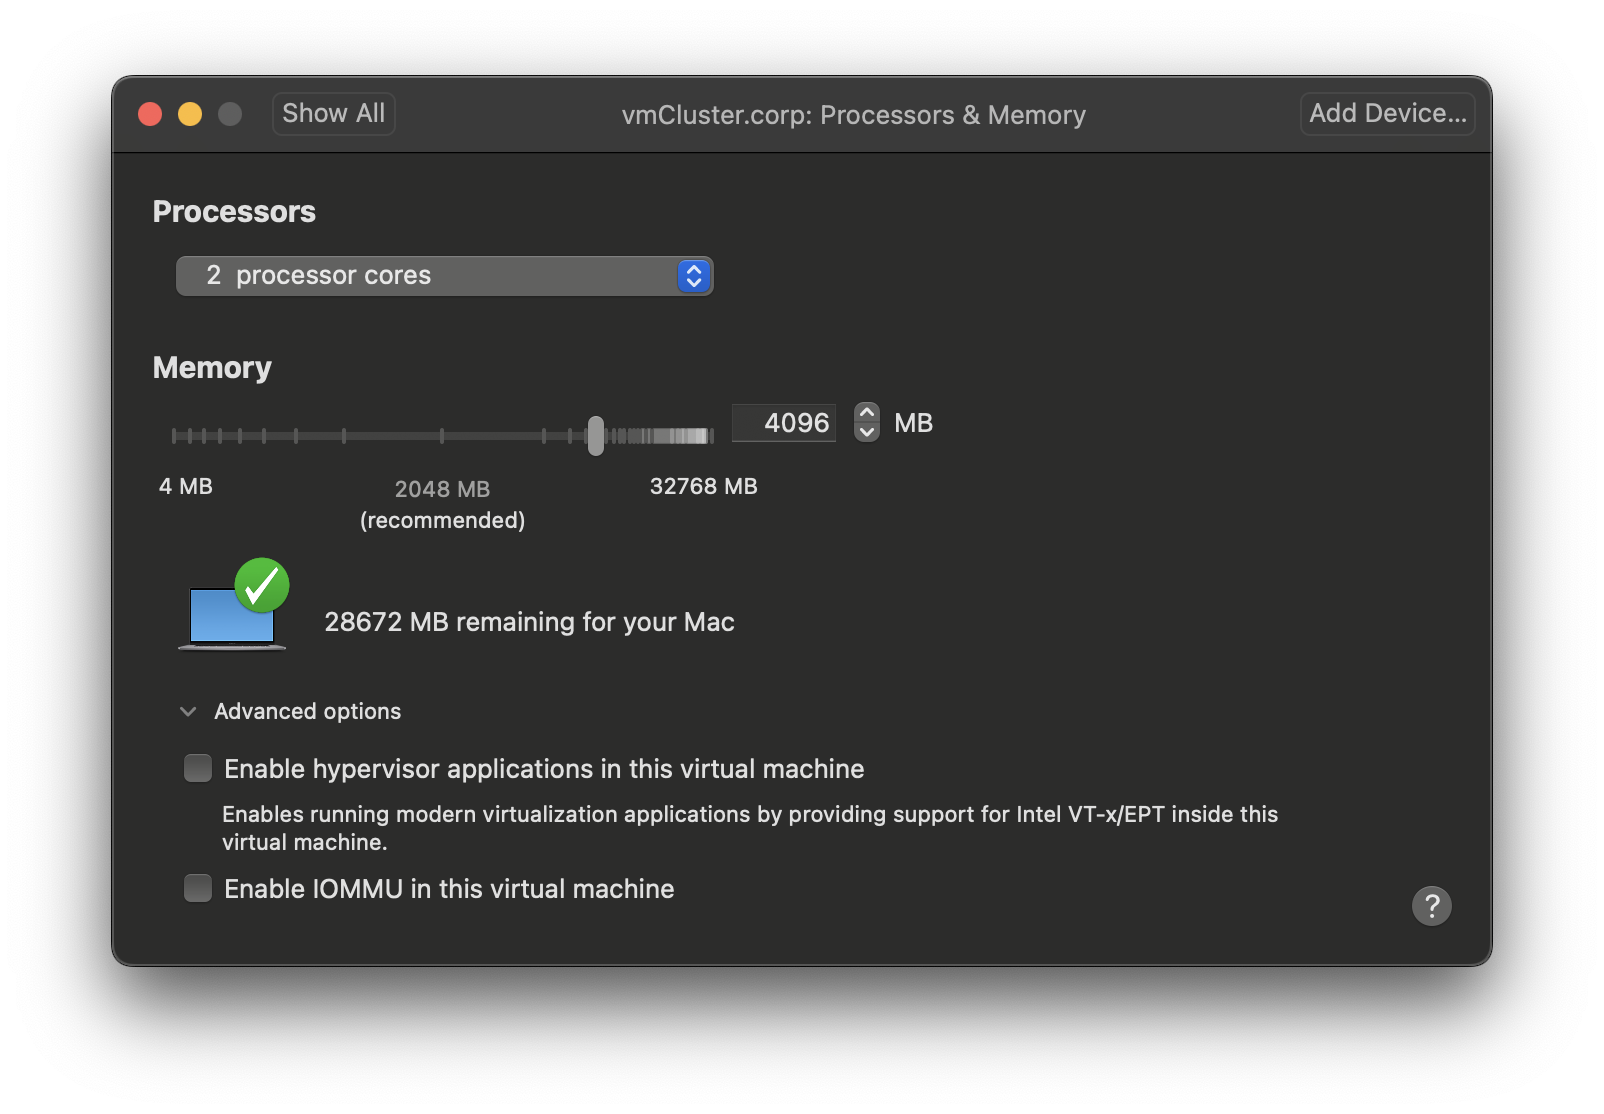 Show All
vmCluster.corp: Processors & Memory
Add Device...
Processors
2 processor cores
Memory
4096 MB
4 MB
2048 MB
(recommended)
32768 MB
28672 MB remaining for your Mac
Advanced options
Enable hypervisor applications in this virtual machine
Enables running modern virtualization applications by providing support for Intel VT-x/EPT inside this
virtual machine.
Enable IOMMU in this virtual machine
?